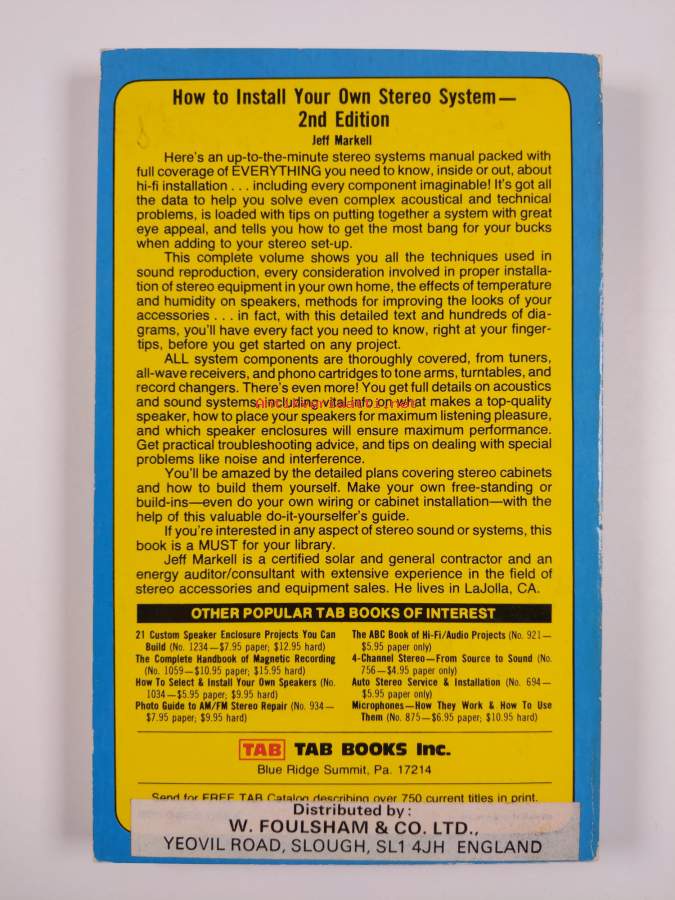 How to Install Your Own Stereo System—
2nd Edition
Jeff Markell
Here's an up-to-the-minute stereo systems manual packed with
full coverage of EVERYTHING you need to know, inside or out, about
hi-fi installation . . . including every component imaginable! It's got all
the data to help you solve even complex acoustical and technical
problems, is loaded with tips on putting together a system with great
eye appeal, and tells you how to get the most bang for your bucks
when adding to your stereo set-up.
This complete volume shows you all the techniques used in
sound reproduction, every consideration involved in proper installa-
tion of stereo equipment in your own home, the effects of temperature
and humidity on speakers, methods for improving the looks of your
accessories . . . in fact, with this detailed text and hundreds of dia-
grams, you'll have every fact you need to know, right at your finger-
tips, before you get started on any project.
ALL system components are thoroughly covered, from tuners,
all-wave receivers, and phono cartridges to tone arms, turntables, and
record changers. There's even more! You get full details on acoustics
and sound systems, including vital info on what makes a top-quality
Antikvariaatti.net
speaker, how to place your speakers for maximum listening pleasure,
and which speaker enclosures will ensure maximum performance.
Get practical troubleshooting advice, and tips on dealing with special
problems like noise and interference.
You'll be amazed by the detailed plans covering stereo cabinets
and how to build them yourself. Make your own free-standing or
build-ins—even do your own wiring or cabinet installation—with the
help of this valuable do-it-yourselfer's guide.
If you're interested in any aspect of stereo sound or systems, this
book is a MUST for your library.
Jeff Markell is a certified solar and general contractor and an
energy auditor/consultant with extensive experience in the field of
stereo accessories and equipment sales. He lives in LaJolla, CA.
OTHER POPULAR TAB BOOKS OF INTEREST
21 Custom Speaker Enclosure Projects You Can
Build (No. 1234—$7.95 paper; $12.95 hard)
The Complete Handbook of Magnetic Recording
(No. 1059—$10.95 paper; $15.95 hard)
How To Select & Install Your Own Speakers (No.
1034—$5.95 paper; $9.95 hard)
Photo Guide to AM/FM Stereo Repair (No. 934—
$7.95 paper; $9.95 hard)
The ABC Book of Hi-Fi/Audio Projects (No. 921—
$5.95 paper only)
4-Channel Stereo—From Source to Sound (No.
756—$4.95 paper only)
Auto Stereo Service & Installation (No. 694—
$5.95 paper only)
Microphones—How They Work & How To Use
Them (No. 875—$6.95 paper; $10.95 hard)
TAB TAB BOOKS Inc.
Blue Ridge Summit, Pa. 17214
Send for FREE TAB Catalog describing over 750 current titles in print.
Distributed by :
W. FOULSHAM & CO. LTD.,
YEOVIL ROAD, SLOUGH, SL1 4JH ENGLAND